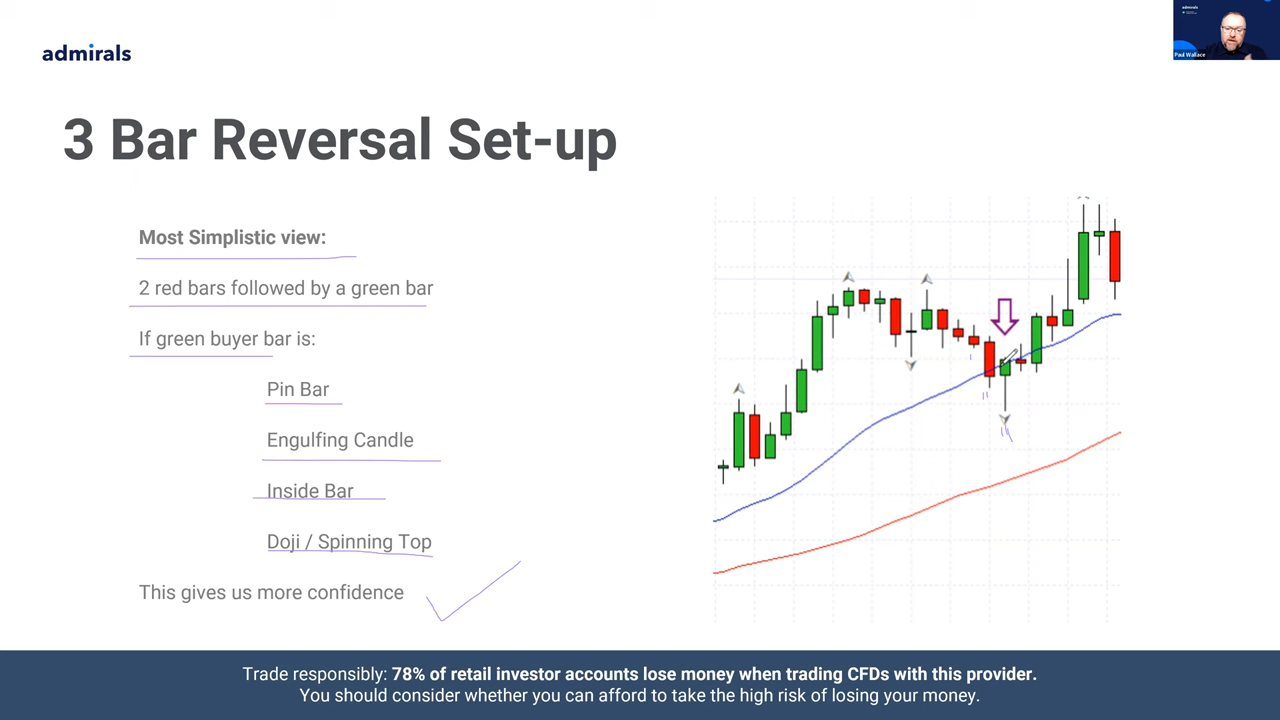 admirals
admirals
Paul Wallace
3 Bar Reversal Set-up
Most Simplistic view:
2 red bars followed by a green bar
If green buyer bar is:
Pin Bar
Engulfing Candle
Inside Bar
Doji / Spinning Top
This gives us more confidence
Trade responsibly: 78% of retail investor accounts lose money when trading CFDs with this provider.
You should consider whether you can afford to take the high risk of losing your money.